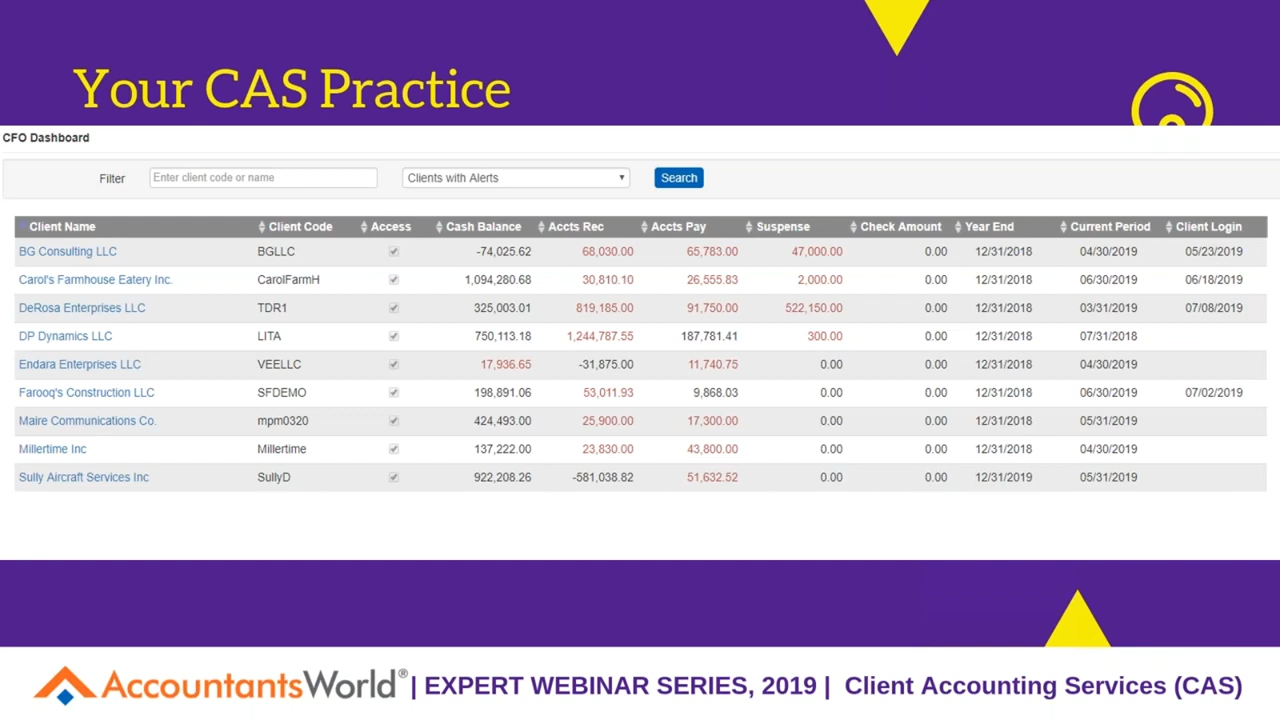 Your CAS Practice
CFO Dashboard
Filter Enter client code or name Clients with Alerts Search
Client Name Client Code Access Cash Balance Accts Rec Accts Pay Suspense Check Amount Year End Current Period Client Login
BG Consulting LLC BGLLC -74,025.62 68,030.00 65,783.00 47,000.00 0.00 12/31/2018 04/30/2019 05/23/2019
Carol's Farmhouse Eatery Inc. CarolFarmH 1,094,280.68 30,810.10 26,555.83 2,000.00 0.00 12/31/2018 06/30/2019 06/18/2019
DeRosa Enterprises LLC TDR1 325,003.01 819,185.00 91,750.00 522,150.00 0.00 12/31/2018 03/31/2019 07/08/2019
DP Dynamics LLC LITA 750,113.18 1,244,787.55 187,781.41 300.00 0.00 12/31/2018 07/31/2018
Endara Enterprises LLC VEELLC 17,936.65 -31,875.00 11,740.75 0.00 0.00 12/31/2018 04/30/2019
Farooq's Construction LLC SFDEMO 198,891.06 53,011.93 9,868.03 0.00 0.00 12/31/2018 06/30/2019 07/02/2019
Maire Communications Co. mpm0320 424,493.00 25,900.00 17,300.00 0.00 0.00 12/31/2018 05/31/2019
Millertime Inc Millertime 137,222.00 23,830.00 43,800.00 0.00 0.00 12/31/2018 04/30/2019
Sully Aircraft Services Inc SullyD 922,208.26 -581,038.82 51,632.52 0.00 0.00 12/31/2019 05/31/2019
AccountantsWorld® | EXPERT WEBINAR SERIES, 2019 | Client Accounting Services (CAS)